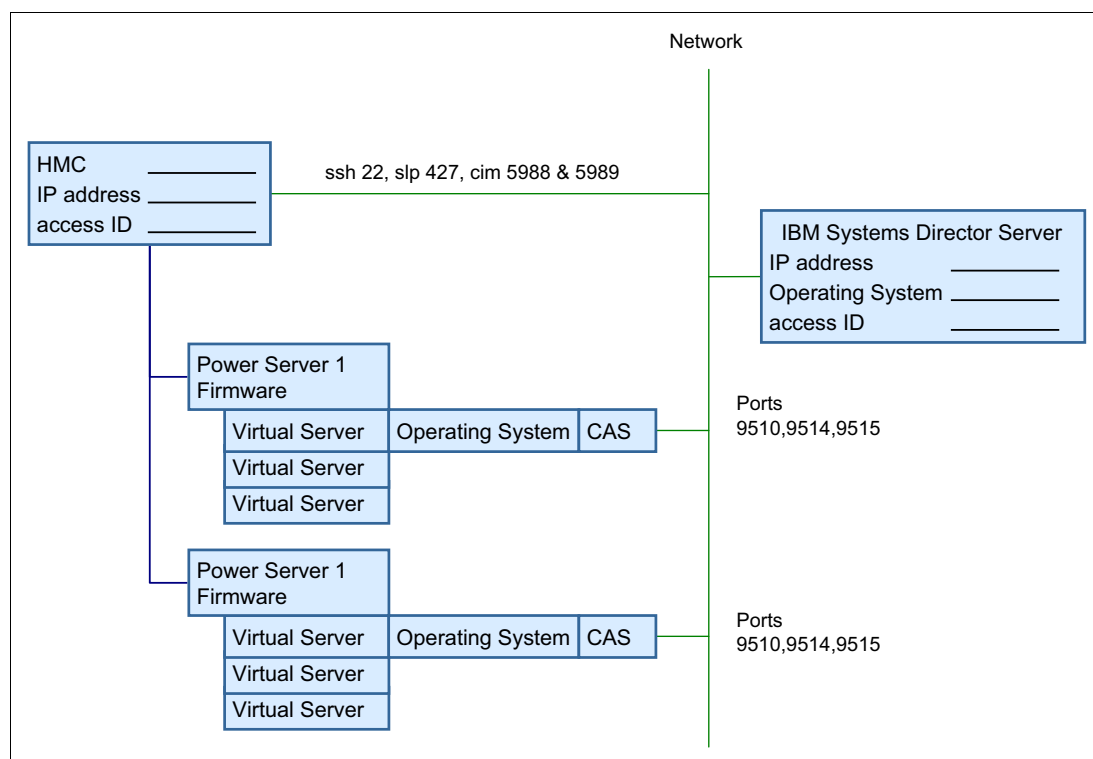 Network
HMC
IP address
access ID
ssh 22, slp 427, cim 5988 & 5989
IBM Systems Director Server
IP address
Operating System
access ID
Power Server 1
Firmware
Virtual Server
Operating System
CAS
Virtual Server
Virtual Server
Ports
9510,9514,9515
Power Server 1
Firmware
Virtual Server
Operating System
CAS
Virtual Server
Virtual Server
Ports
9510,9514,9515